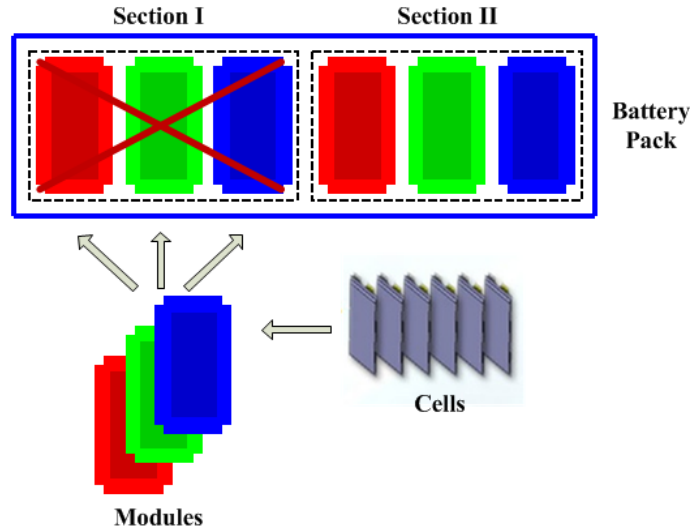 Section I
Section II
Battery
Pack
Cells
Modules